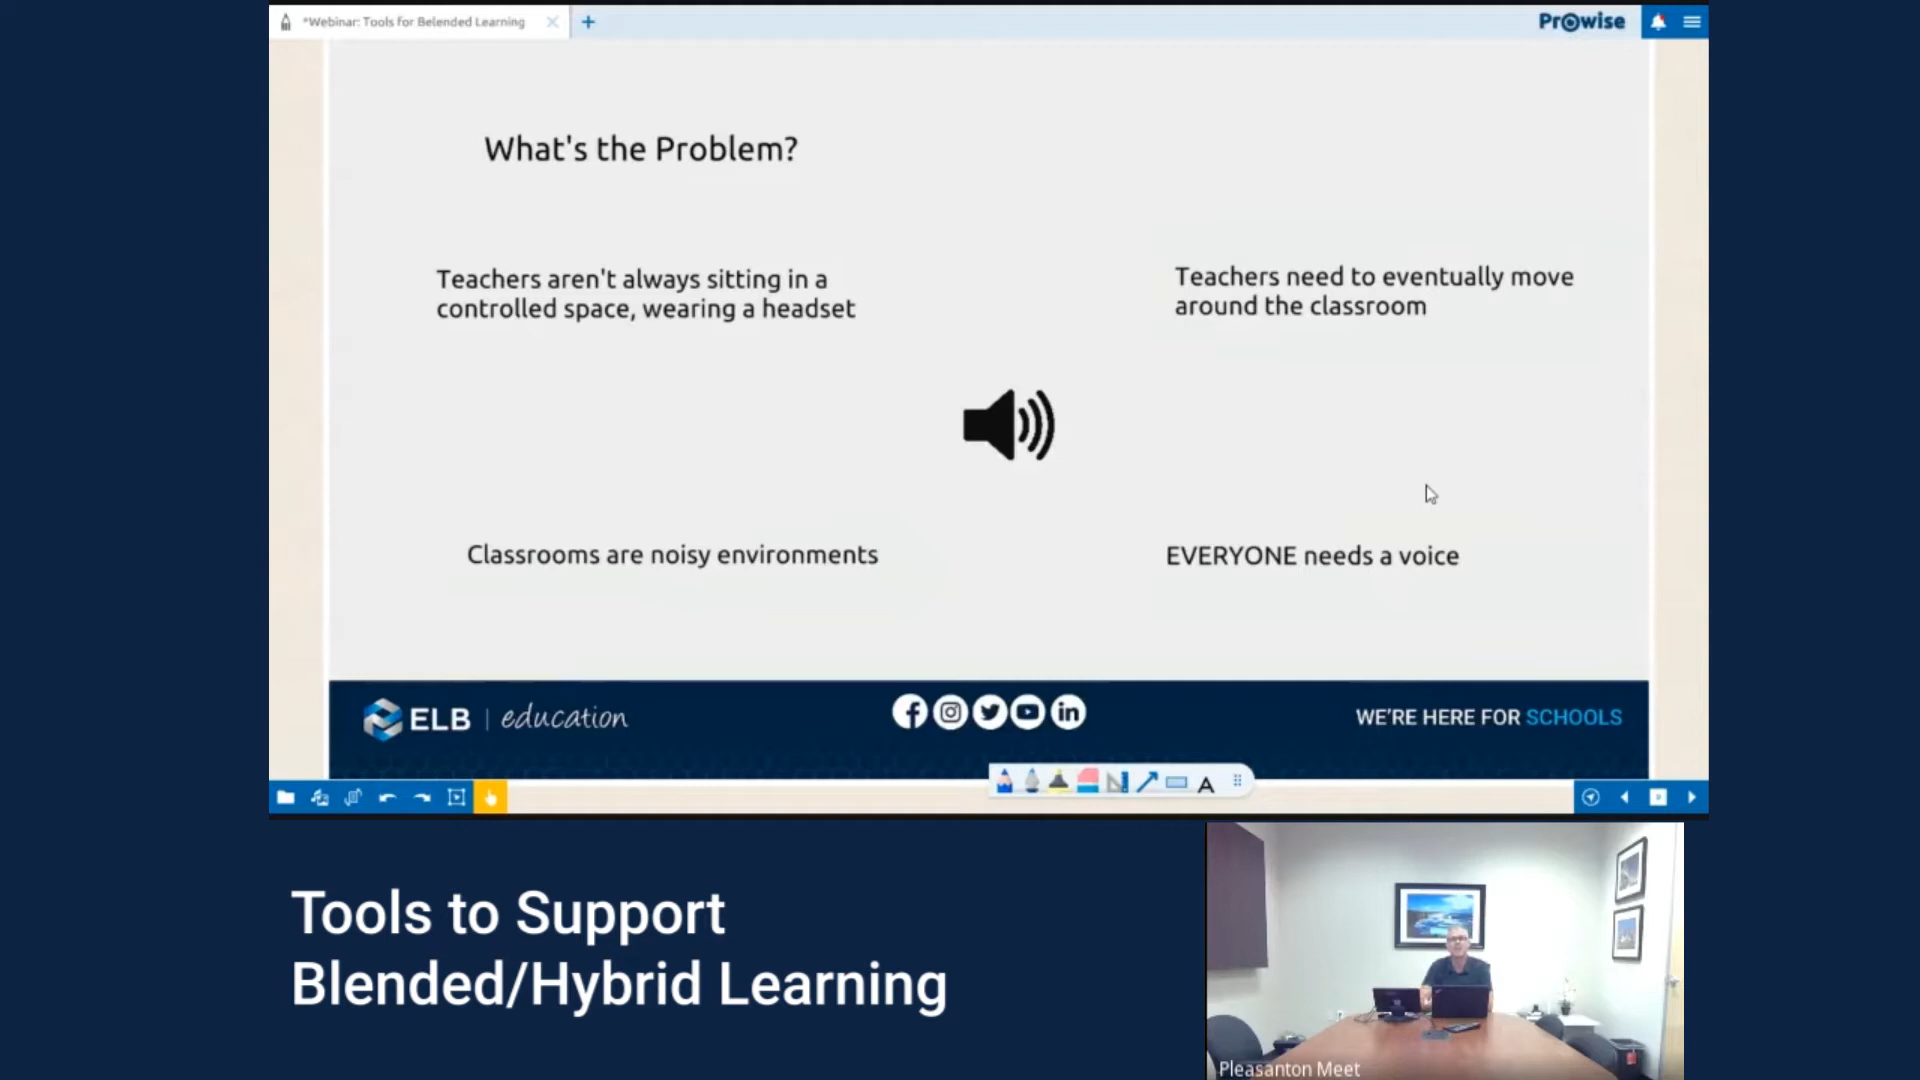 *Webinar: Tools for Belended Learning
Prowise
What's the Problem?
Teachers aren't always sitting in a
controlled space, wearing a headset
Teachers need to eventually move
around the classroom
Classrooms are noisy environments
EVERYONE needs a voice
ELB | education
WE'RE HERE FOR SCHOOLS
A
Tools to Support
Blended/Hybrid Learning
Pleasanton Meet